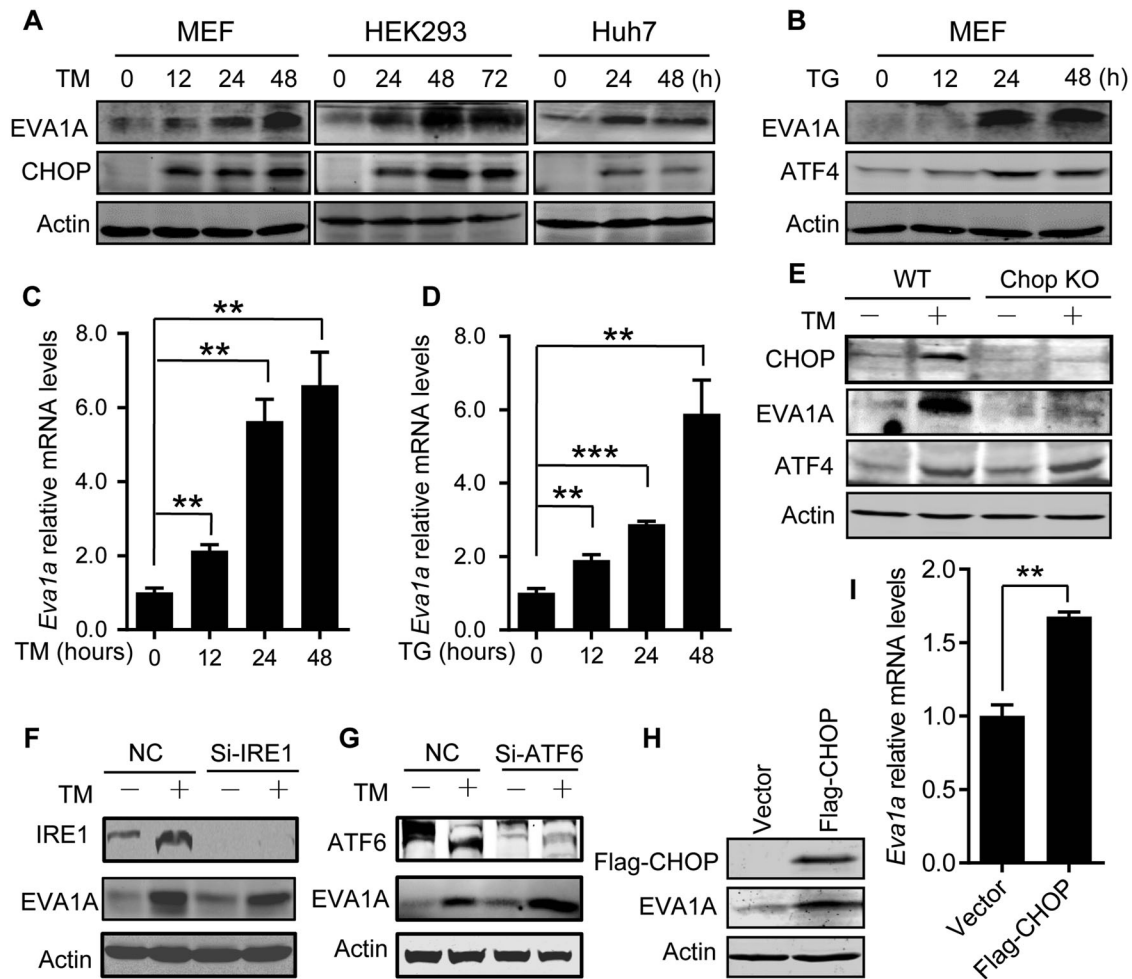 A
MEF
HEK293
Huh7
TM
0 12 24 48
0 24 48 72
0 24 48 (h)
EVA1A
CHOP
Actin
B
MEF
TG
0 12 24 48 (h)
EVA1A
ATF4
Actin
C
Eva1a relative mRNA levels
8.0
6.0
4.0
2.0
0.0
**
**
**
TM (hours)
0 12 24 48
D
Eva1a relative mRNA levels
8.0
6.0
4.0
2.0
0.0
**
***
**
TG (hours)
0 12 24 48
E
WT
Chop KO
TM
— + — +
CHOP
EVA1A
ATF4
Actin
F
NC
Si-IRE1
TM
— + — +
IRE1
EVA1A
Actin
G
NC
Si-ATF6
TM
— + — +
ATF6
EVA1A
Actin
H
Vector
Flag-CHOP
Flag-CHOP
EVA1A
Actin
I
Eva1a relative mRNA levels
2.0
1.5
1.0
0.5
0.0
**
Vector
Flag-CHOP